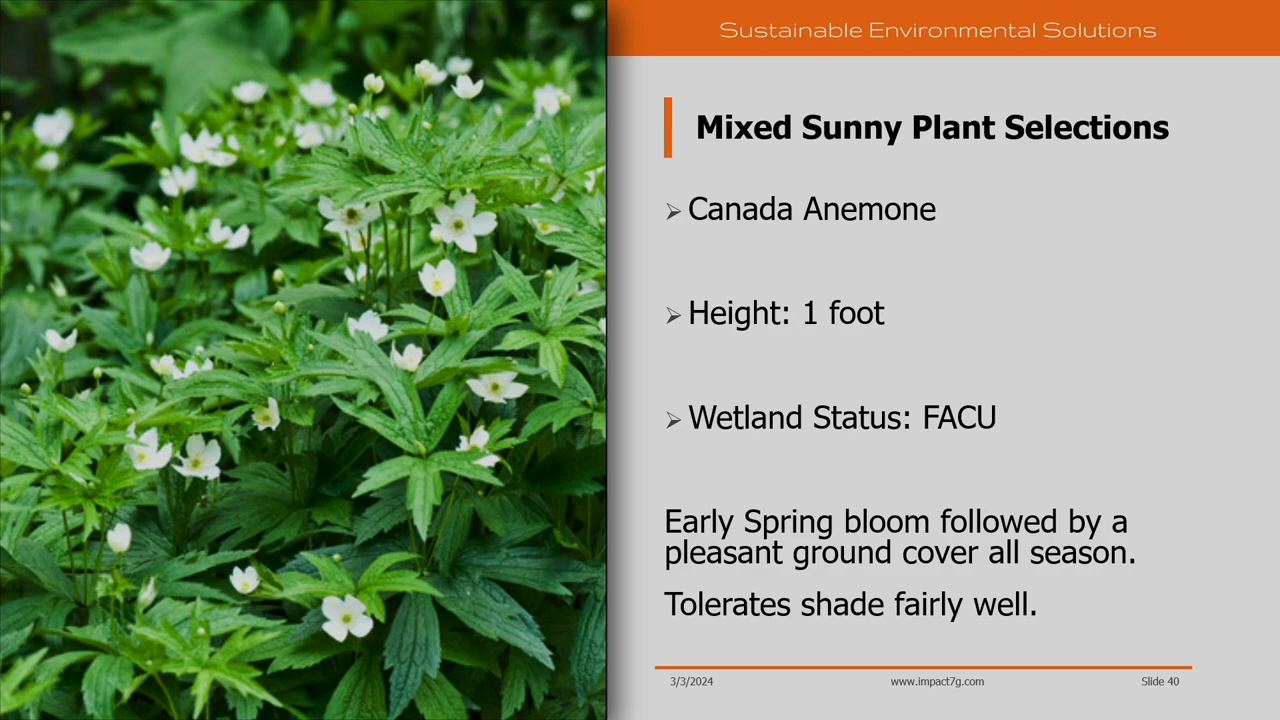 Sustainable Environmental Solutions
Mixed Sunny Plant Selections
➢ Canada Anemone
➢ Height: 1 foot
➢ Wetland Status: FACU
Early Spring bloom followed by a
pleasant ground cover all season.
Tolerates shade fairly well.
3/3/2024 www.impact7g.com Slide 40